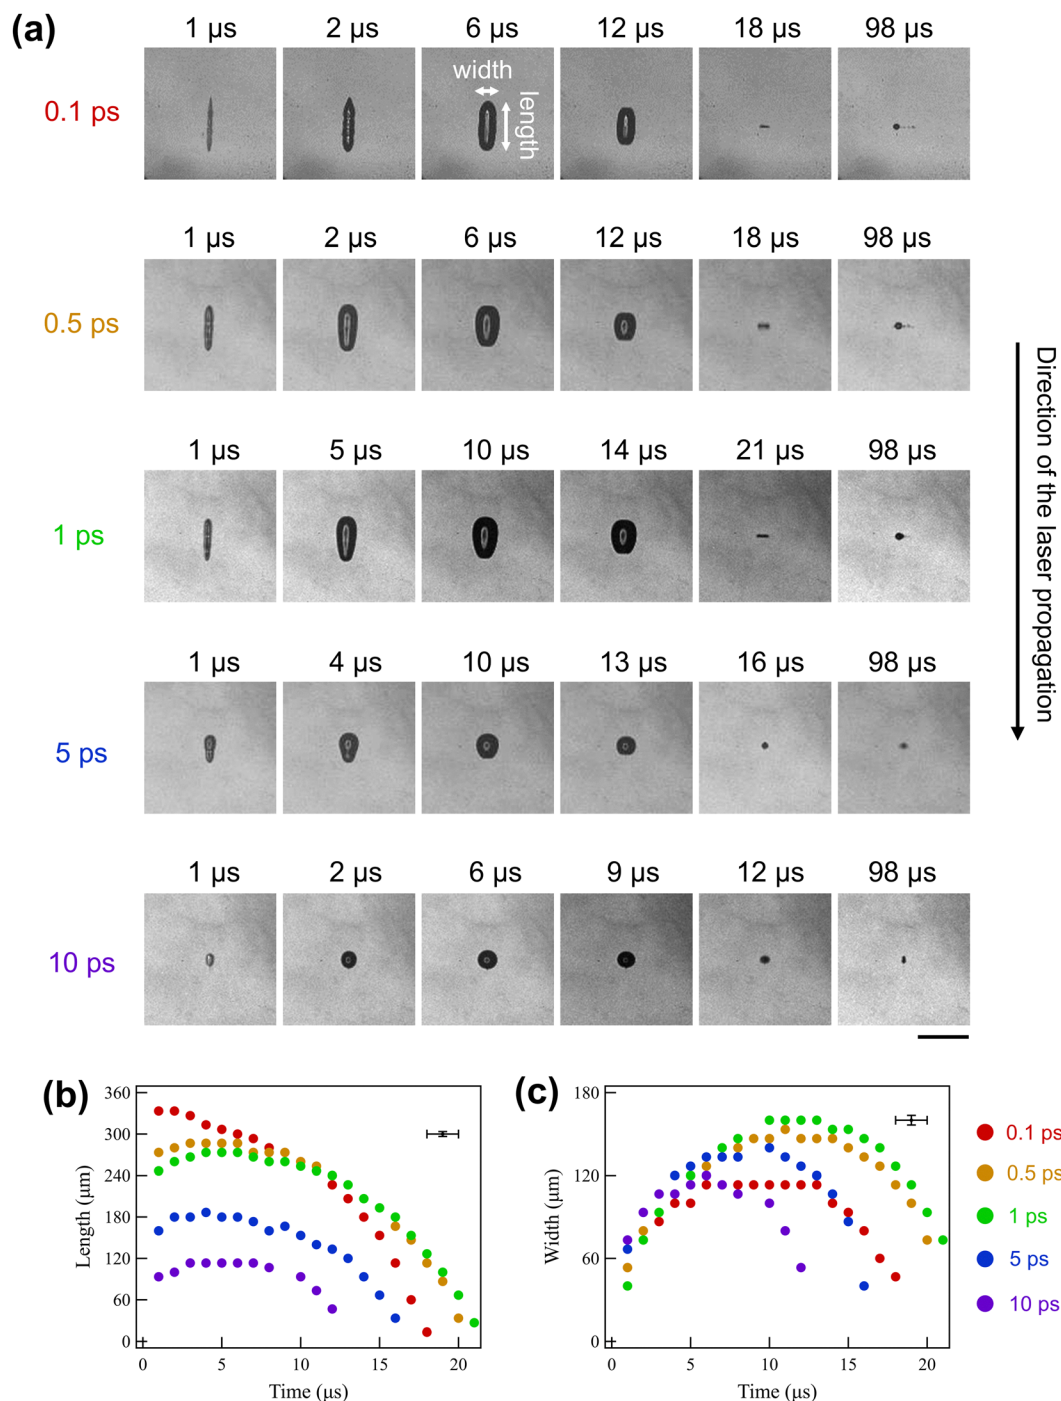 (a)
1 μs 2 μs 6 μs 12 μs 18 μs 98 μs
0.1 ps
width
length
1 μs 2 μs 6 μs 12 μs 18 μs 98 μs
0.5 ps
1 μs 5 μs 10 μs 14 μs 21 μs 98 μs
1 ps
1 μs 4 μs 10 μs 13 μs 16 μs 98 μs
5 ps
1 μs 2 μs 6 μs 9 μs 12 μs 98 μs
10 ps
Direction of the laser propagation
(b)
360
300
240
180
120
60
0
Length (μm)
0 5 10 15 20
Time (μs)
(c)
180
120
60
0
Width (μm)
0 5 10 15 20
Time (μs)
0.1 ps
0.5 ps
1 ps
5 ps
10 ps